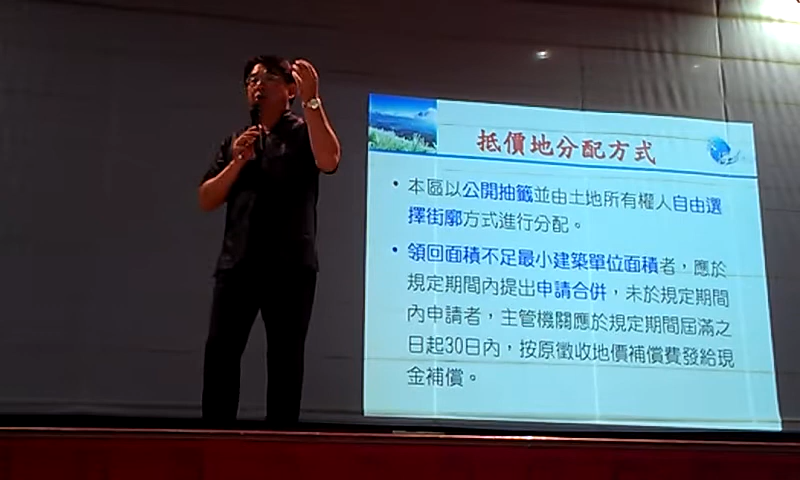 抵價地分配方式
• 本區以公開抽籤並由土地所有權人自由選
擇街廓方式進行分配。
• 領回面積不足最小建築單位面積者，應於
規定期間內提出申請合併，未於規定期間
內申請者，主管機關應於規定期間屆滿之
日起30日內，按原徵收地價補償費發給現
金補償。